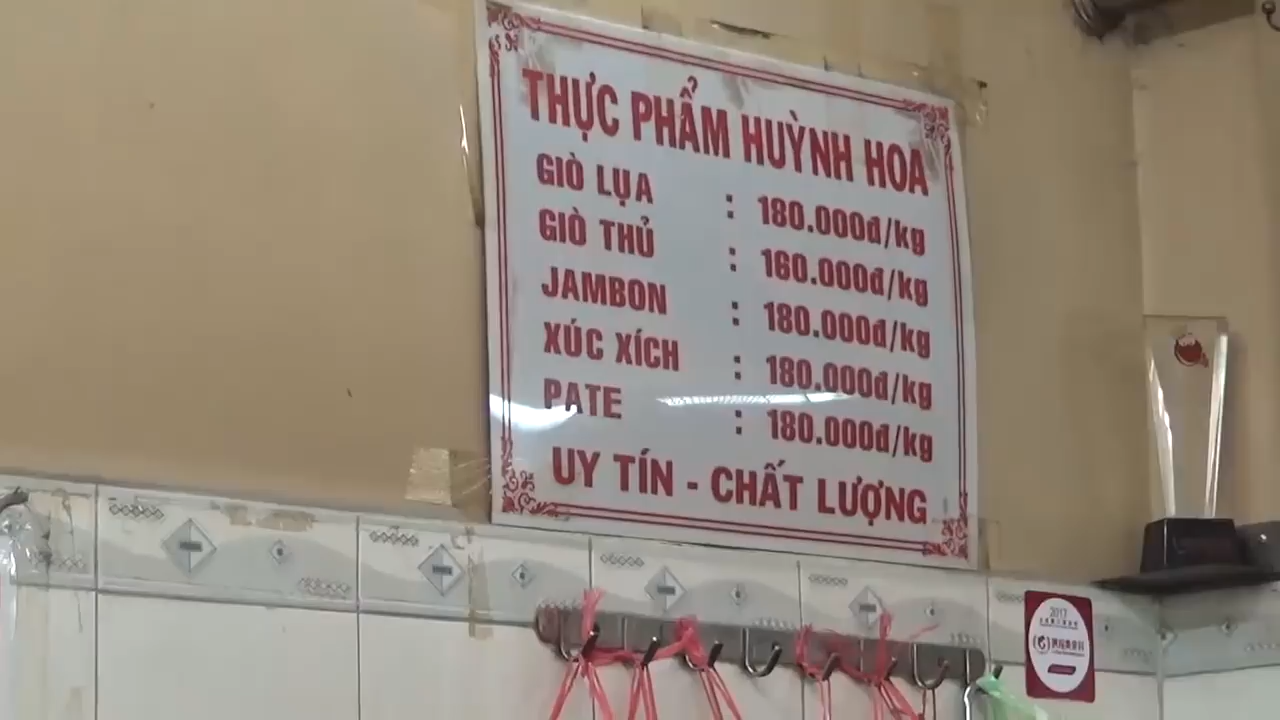 THỰC PHẨM HUỲNH HOA
GIÒ LỤA : 180.000đ/kg
GIÒ THỦ : 160.000đ/kg
JAMBON : 180.000đ/kg
XÚC XÍCH : 180.000đ/kg
PATE : 180.000đ/kg
UY TÍN - CHẤT LƯỢNG
2017